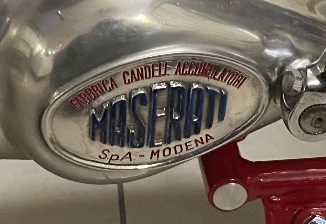 FABBRICA CANDELE ACCUMULATORI
MASERATI
SpA. - MODENA